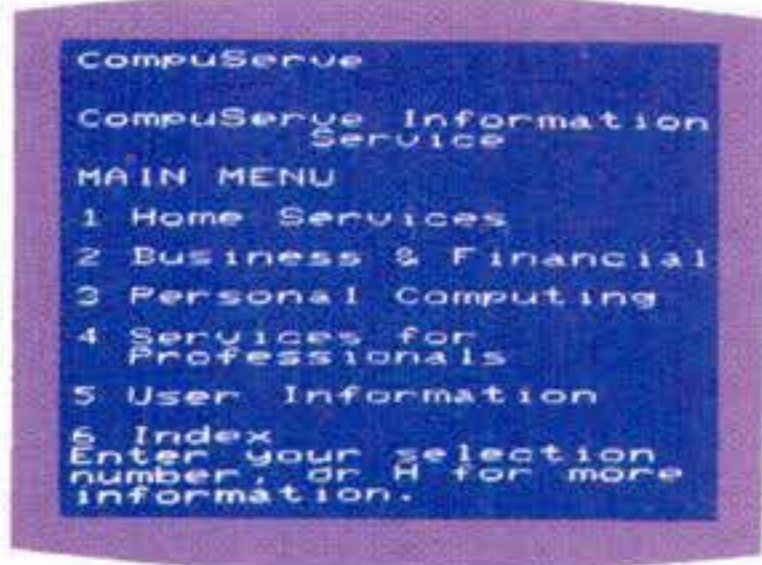 CompuServe
CompuServe Information
Service
MAIN MENU
1 Home Services
2 Business & Financial
3 Personal Computing
4 Services for
Professionals
5 User Information
6 Index
Enter your selection
number, or H for more
information.